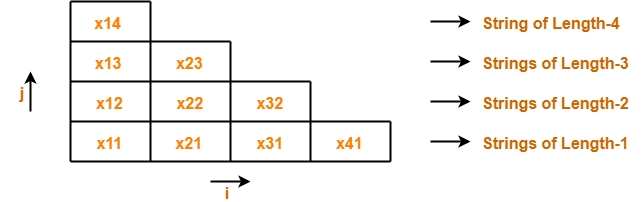 x14 String of Length-4
x13 x23 Strings of Length-3
j
x12 x22 x32 Strings of Length-2
x11 x21 x31 x41 Strings of Length-1
i